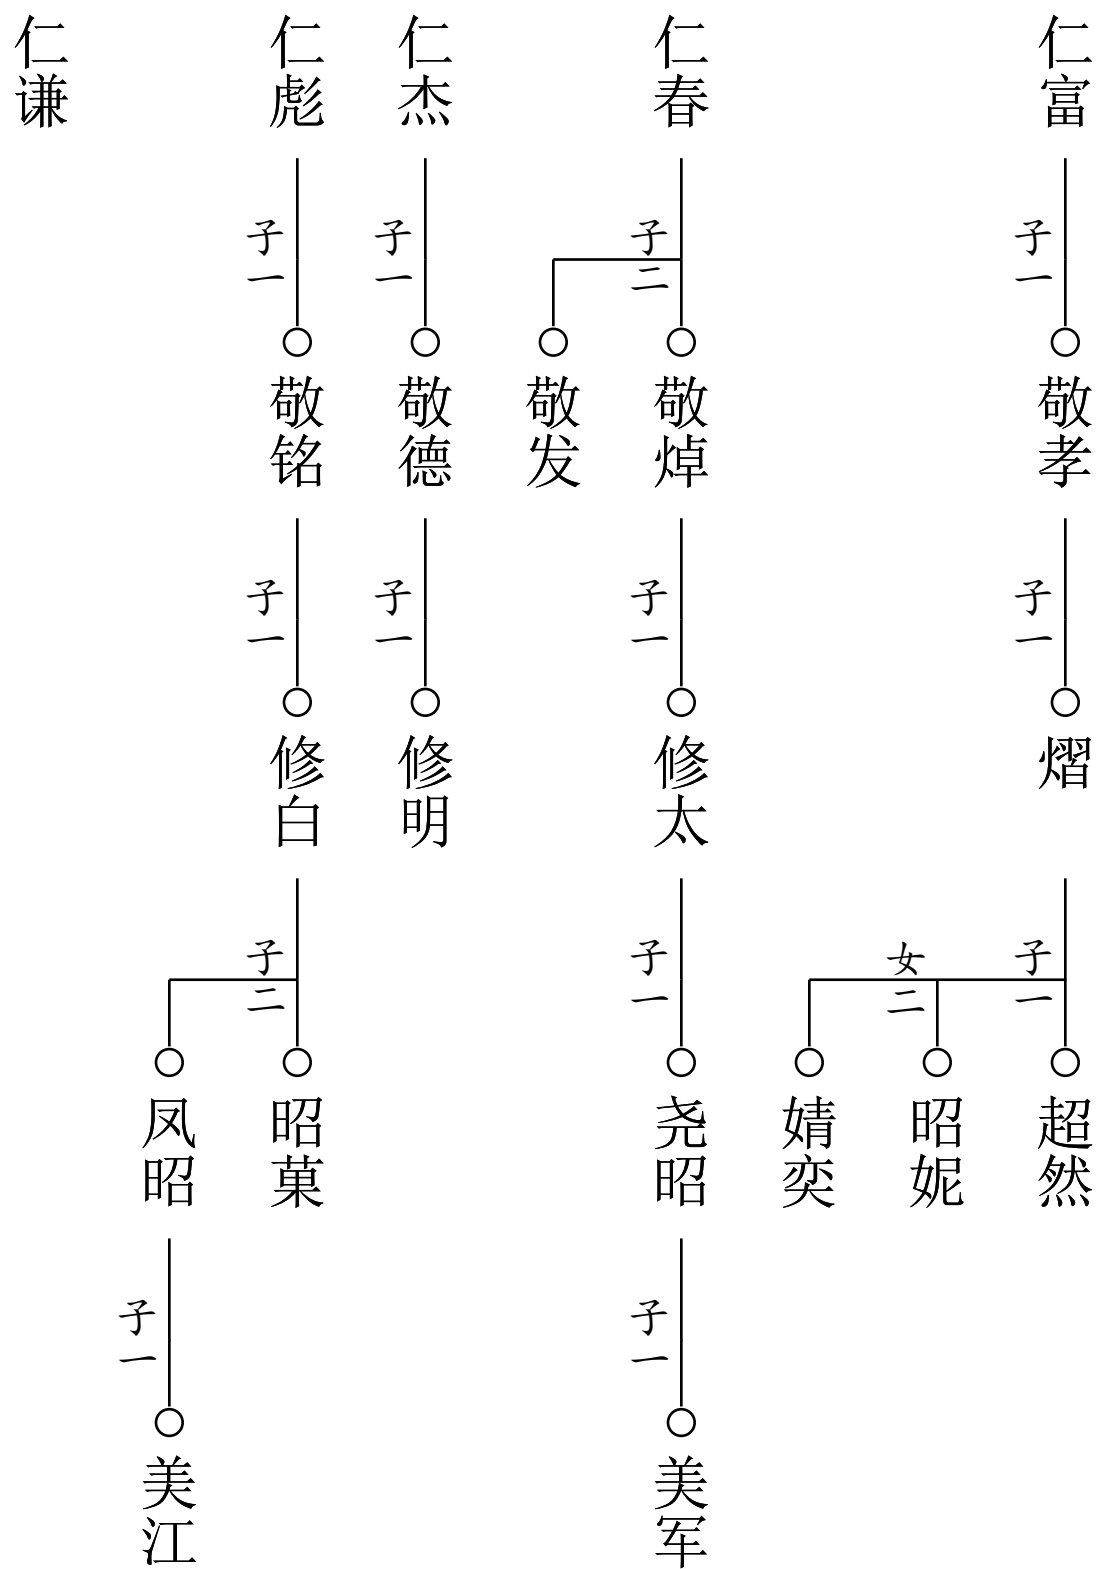 仁富
仁春
仁杰
仁彪
仁谦
子一
子二
子一
子一
敬孝
敬焯
敬发
敬德
敬铭
子一
子一
子一
子一
熠
修太
修明
修白
子一
女二
子一
子二
超然
昭妮
婧奕
尧昭
昭菓
凤昭
子一
子一
美军
美江